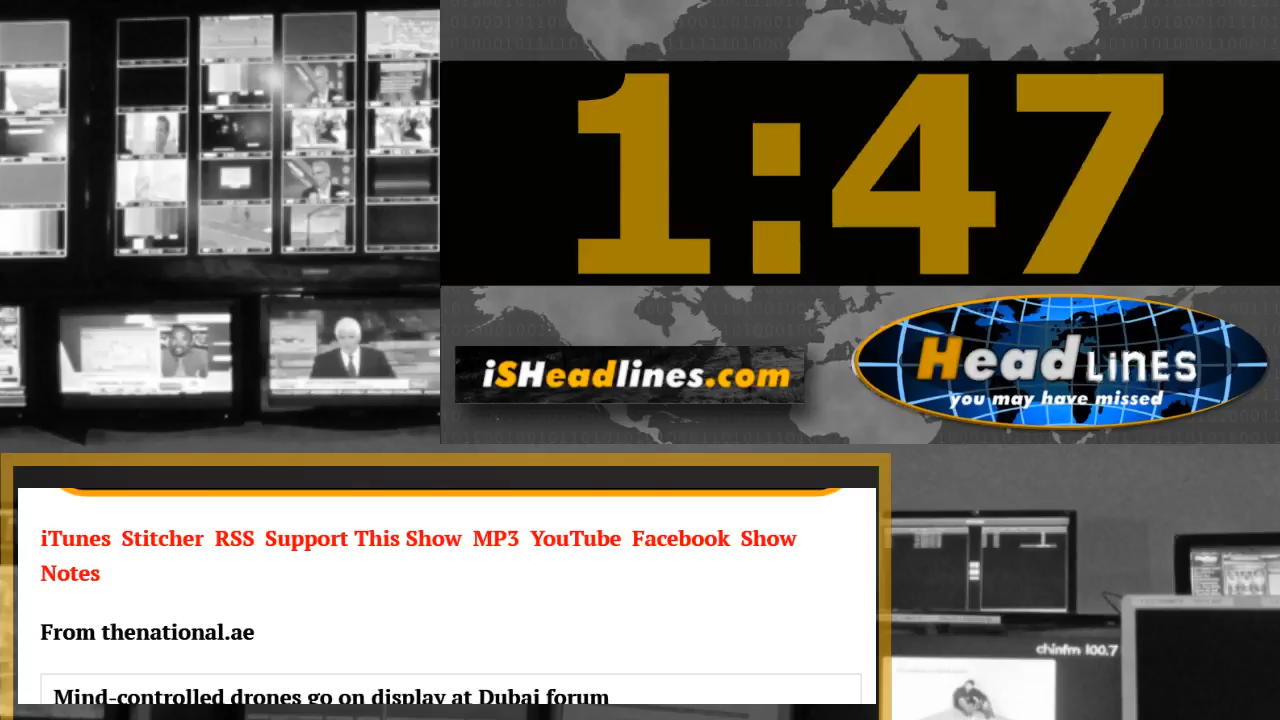 1:47
iSHeadlines.com
HeadLINES
you may have missed
iTunes Stitcher RSS Support This Show MP3 YouTube Facebook Show
Notes
From thenational.ae
Mind-controlled drones go on display at Dubai forum
chinfm 100.7